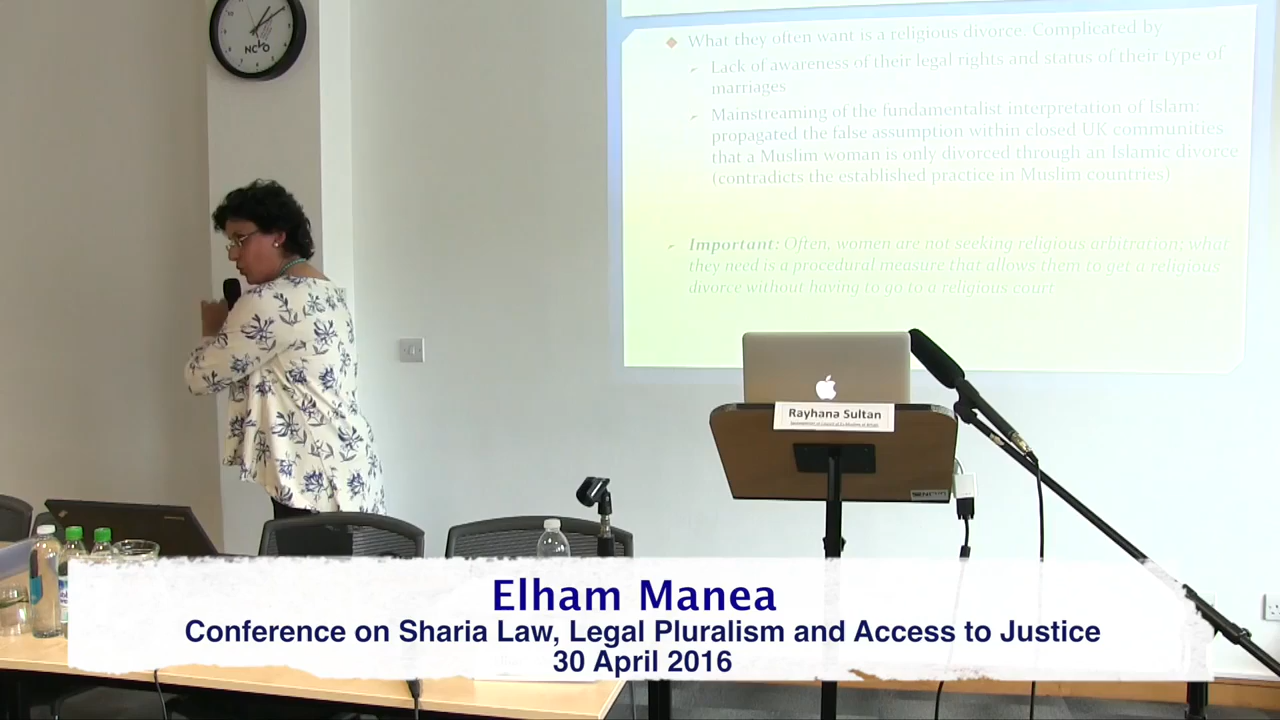 NCVO
What they often want is a religious divorce. Complicated by
Lack of awareness of their legal rights and status of their type of
marriages
Mainstreaming of the fundamentalist interpretation of Islam:
propagated the false assumption within closed UK communities
that a Muslim woman is only divorced through an Islamic divorce
(contradicts the established practice in Muslim countries)
Important: Often, women are not seeking religious arbitration; what
they need is a procedural measure that allows them to get a religious
divorce without having to go to a religious court
Rayhana Sultan
Elham Manea
Conference on Sharia Law, Legal Pluralism and Access to Justice
30 April 2016